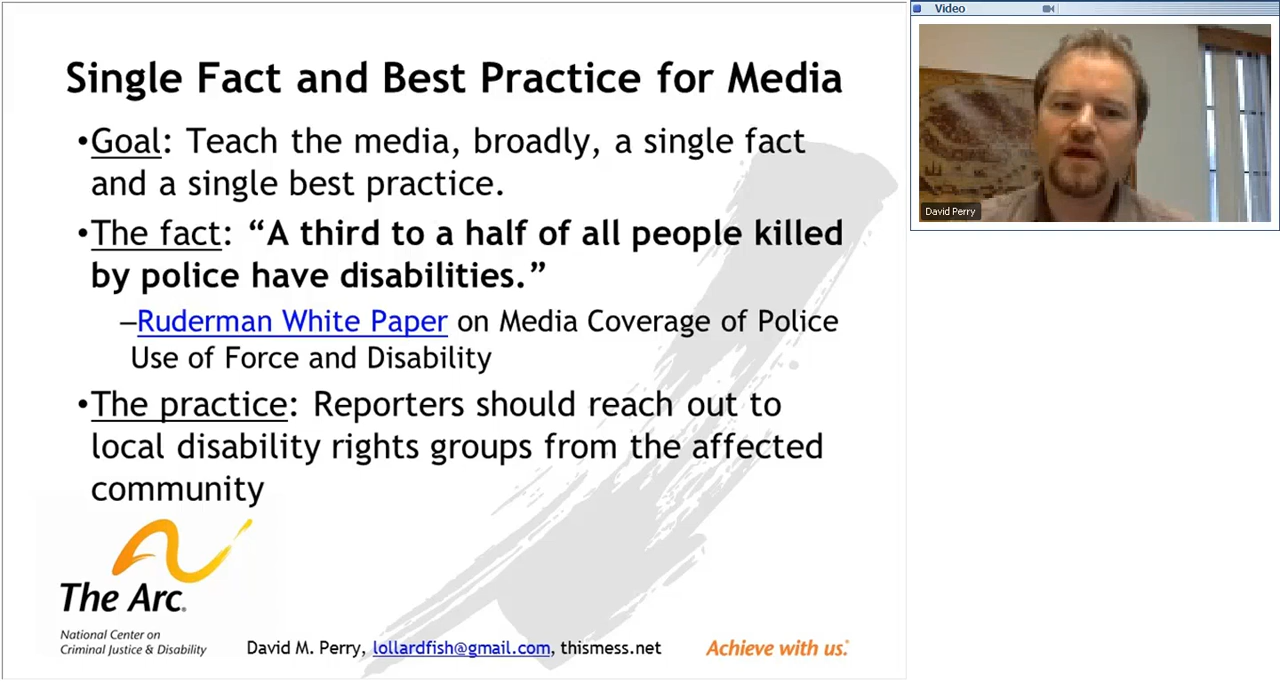 Single Fact and Best Practice for Media
•Goal: Teach the media, broadly, a single fact
and a single best practice.
•The fact: “A third to a half of all people killed
by police have disabilities.”
–Ruderman White Paper on Media Coverage of Police
Use of Force and Disability
•The practice: Reporters should reach out to
local disability rights groups from the affected
community
The Arc®
National Center on
Criminal Justice & Disability
David M. Perry, lollardfish@gmail.com, thismess.net
Achieve with us.®
Video
David Perry